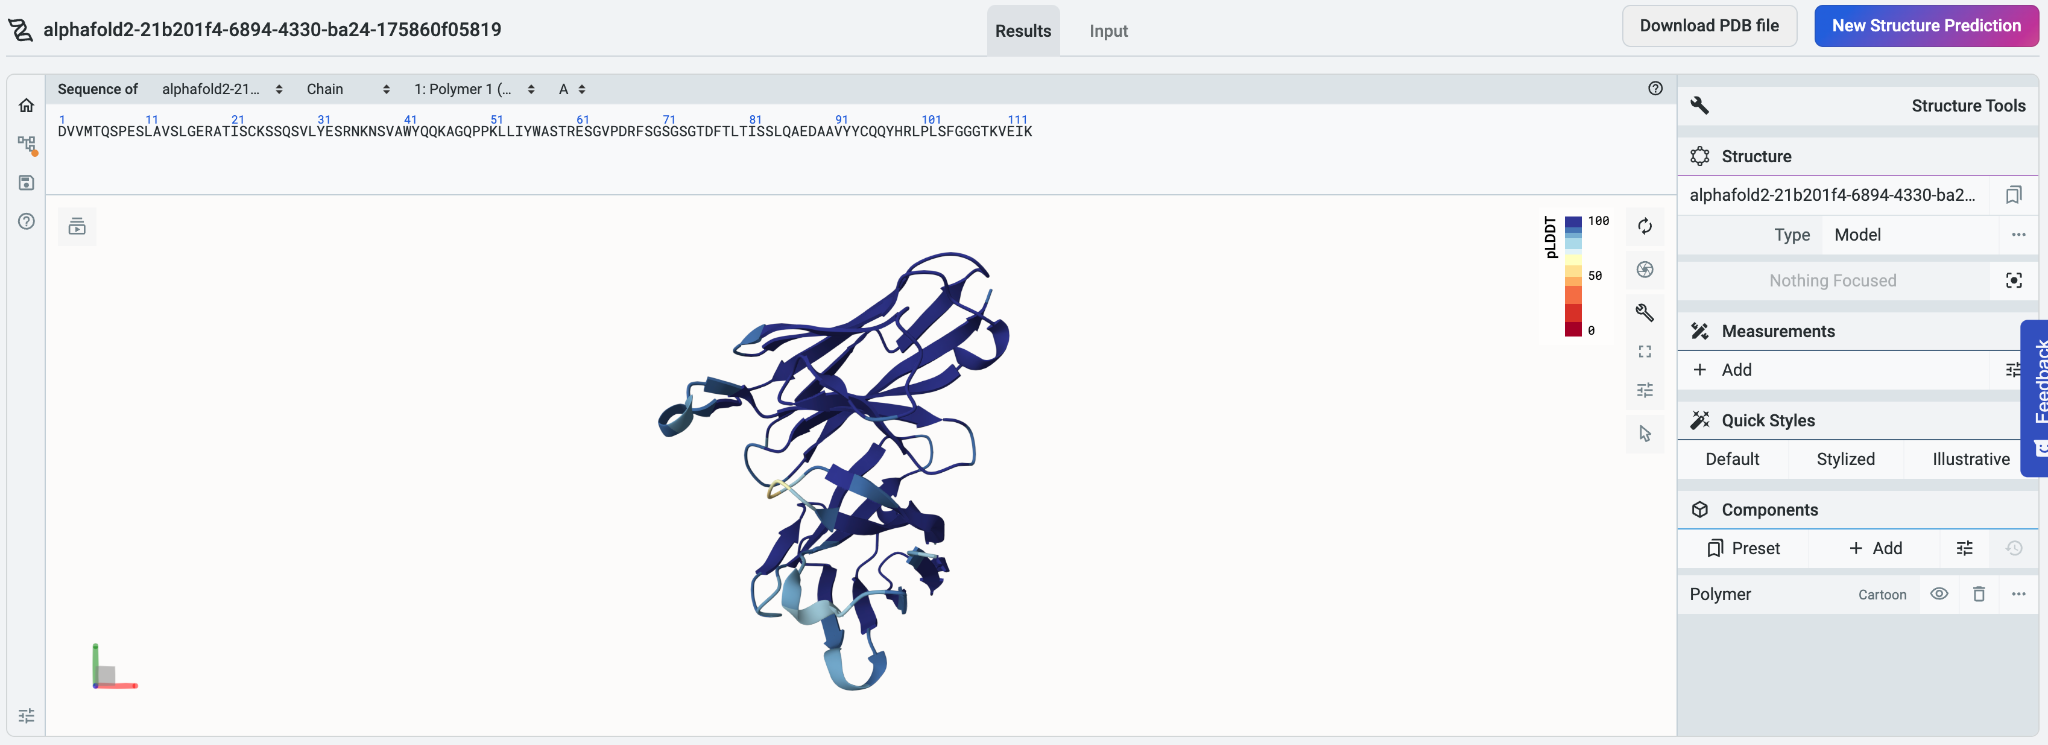 alphafold2-21b201f4-6894-4330-ba24-175860f05819
Results
Input
Download PDB file
New Structure Prediction
Sequence of alphafold2-21... Chain 1: Polymer 1 (... A
1 11 21 31 41 51 61 71 81 91 101 111
DVVMTQSPESLAVSLGERATISCKSSQSVLYESRNKNSVAWYQQKAGQPPKLLIYWASTRESGVPDRFSGSGSGTDFTLTISSLQAEDAAVYYCQQYHRLPLSFGGGTKVEIK
pLDDT
100
50
0
Structure Tools
Structure
alphafold2-21b201f4-6894-4330-ba2...
Type Model
Nothing Focused
Measurements
+ Add
Quick Styles
Default Stylized Illustrative
Components
Preset + Add
Polymer Cartoon
Feedback